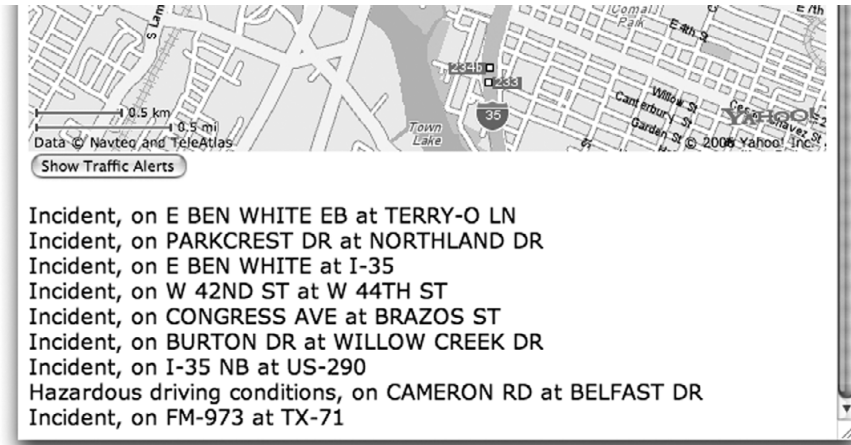 Comal
Park
E 7th
S Lam
E 4th St
234b
233
Willow St
Canterbury St
35
YAHOO!
Garden St
0.5 km
0.5 mi
Town
Lake
Data © Navteq and TeleAtlas
Yahoo! Inc
Show Traffic Alerts
Incident, on E BEN WHITE EB at TERRY-O LN
Incident, on PARKCREST DR at NORTHLAND DR
Incident, on E BEN WHITE at I-35
Incident, on W 42ND ST at W 44TH ST
Incident, on CONGRESS AVE at BRAZOS ST
Incident, on BURTON DR at WILLOW CREEK DR
Incident, on I-35 NB at US-290
Hazardous driving conditions, on CAMERON RD at BELFAST DR
Incident, on FM-973 at TX-71